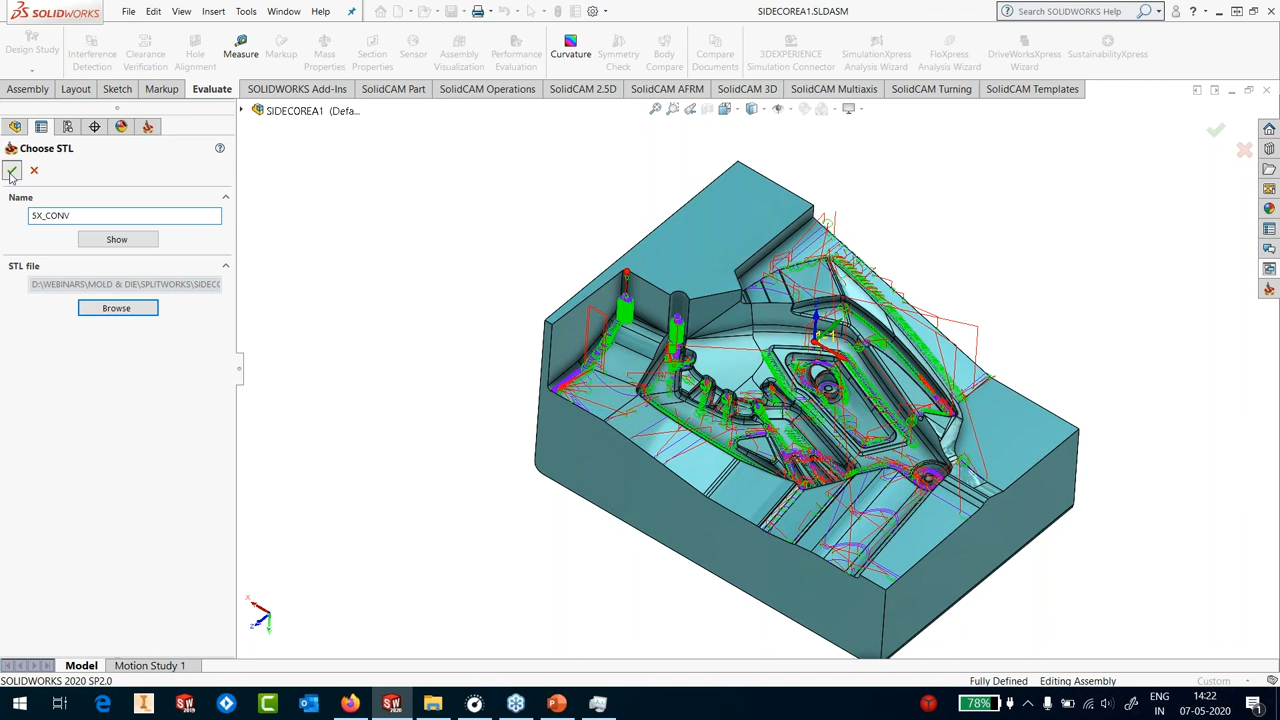 SOLIDWORKS File Edit View Insert Tools Window Help SIDECOREA1.SLDASM Search SOLIDWORKS Help
Design Study
Interference Detection
Clearance Verification
Hole Alignment
Measure
Markup
Mass Properties
Section Properties
Sensor
Assembly Visualization
Performance Evaluation
Curvature
Symmetry Check
Body Compare
Compare Documents
3DEXPERIENCE Simulation Connector
SimulationXpress Analysis Wizard
FloXpress Analysis Wizard
DriveWorksXpress Wizard
SustainabilityXpress
Assembly Layout Sketch Markup Evaluate SOLIDWORKS Add-Ins SolidCAM Part SolidCAM Operations SolidCAM 2.5D SolidCAM AFRM SolidCAM 3D SolidCAM Multiaxis SolidCAM Turning SolidCAM Templates
SIDECOREA1 (Defa...
Choose STL
Name
5X_CONV
Show
STL file
D:\WEBINARS\MOLD & DIE\SPLITWORKS\SIDECO
Browse
X
Z
Y
Model Motion Study 1
SOLIDWORKS 2020 SP2.0 Fully Defined Editing Assembly Custom
78% ENG 14:22
IN 07-05-2020